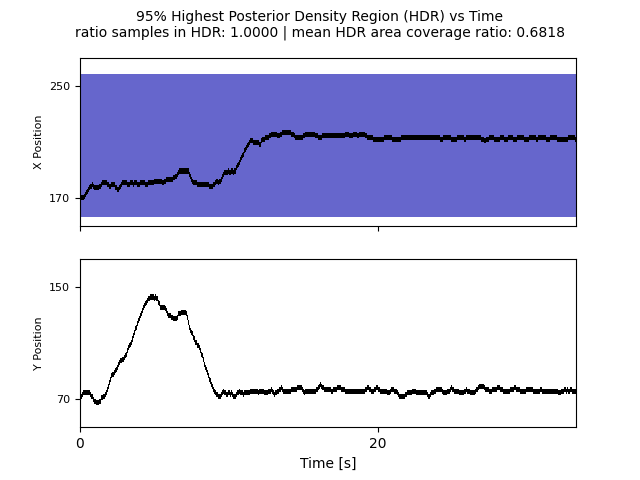 95% Highest Posterior Density Region (HDR) vs Time
ratio samples in HDR: 1.0000 | mean HDR area coverage ratio: 0.6818
250
170
X Position
150
70
Y Position
0
20
Time [s]